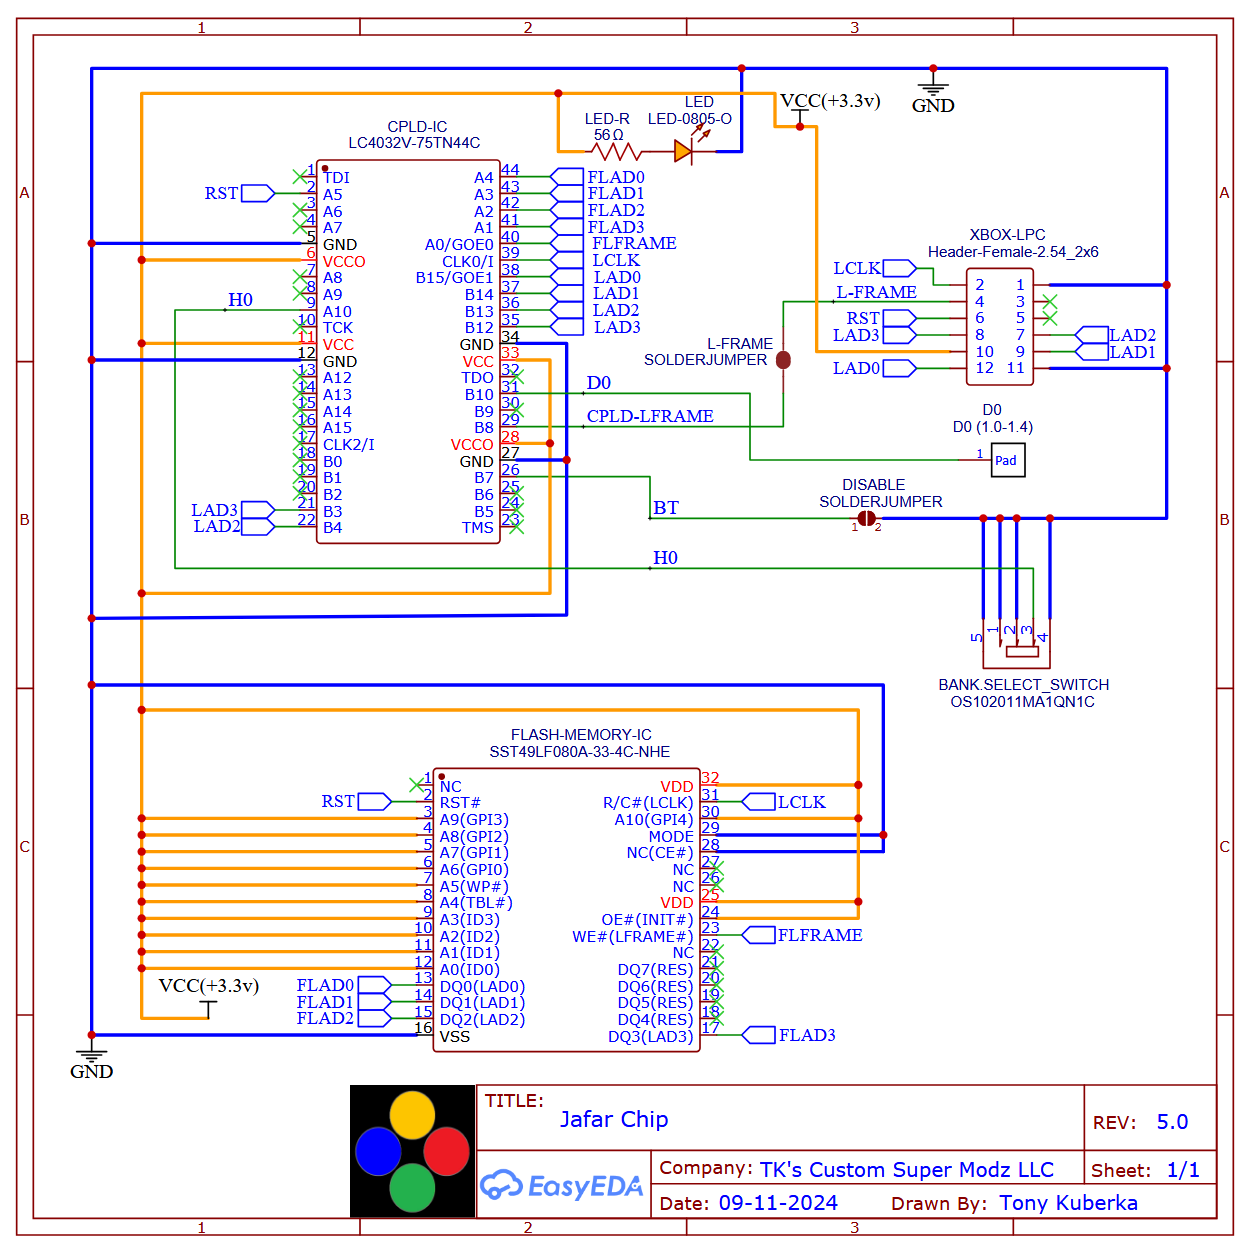 1 2 3
A A
B B
C C
1 2 3
CPLD-IC
LC4032V-75TN44C
LED-R
56Ω
LED
LED-0805-O
VCC(+3.3v)
GND
1 TDI
2 A5
3 A6
4 A7
5 GND
6 VCCO
7 A8
8 A9
9 A10
10 TCK
11 VCC
12 GND
13 A12
14 A13
15 A14
16 A15
17 CLK2/I
18 B0
19 B1
20 B2
21 B3
22 B4
A4 44
A3 43
A2 42
A1 41
A0/GOE0 40
CLK0/I 39
B15/GOE1 38
B14 37
B13 36
B12 35
GND 34
VCC 33
TDO 32
B10 31
B9 30
B8 29
VCCO 28
GND 27
B7 26
B6 25
B5 24
TMS 23
RST
H0
LAD3
LAD2
FLAD0
FLAD1
FLAD2
FLAD3
FLFRAME
LCLK
LAD0
LAD1
LAD2
LAD3
D0
CPLD-LFRAME
BT
H0
L-FRAME
SOLDERJUMPER
XBOX-LPC
Header-Female-2.54_2x6
LCLK 2 1
L-FRAME 4 3
RST 6 5
LAD3 8 7 LAD2
10 9 LAD1
LAD0 12 11
D0
D0 (1.0-1.4)
1 Pad
DISABLE
SOLDERJUMPER
1 2
5 1 2 3 4
BANK.SELECT_SWITCH
OS102011MA1QN1C
FLASH-MEMORY-IC
SST49LF080A-33-4C-NHE
1 NC
2 RST#
3 A9(GPI3)
4 A8(GPI2)
5 A7(GPI1)
6 A6(GPI0)
7 A5(WP#)
8 A4(TBL#)
9 A3(ID3)
10 A2(ID2)
11 A1(ID1)
12 A0(ID0)
13 DQ0(LAD0)
14 DQ1(LAD1)
15 DQ2(LAD2)
16 VSS
VDD 32
R/C#(LCLK) 31
A10(GPI4) 30
MODE 29
NC(CE#) 28
NC 27
NC 26
VDD 25
OE#(INIT#) 24
WE#(LFRAME#) 23
NC 22
DQ7(RES) 21
DQ6(RES) 20
DQ5(RES) 19
DQ4(RES) 18
DQ3(LAD3) 17
RST
VCC(+3.3v)
FLAD0
FLAD1
FLAD2
LCLK
FLFRAME
FLAD3
GND
TITLE:
Jafar Chip
REV: 5.0
EasyEDA
Company: TK's Custom Super Modz LLC
Sheet: 1/1
Date: 09-11-2024
Drawn By: Tony Kuberka